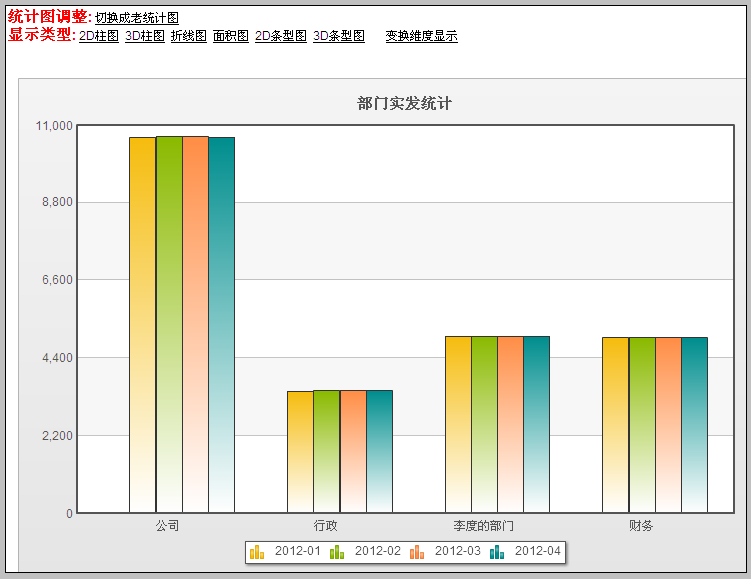 统计图调整: 切换成老统计图
显示类型: 2D柱图 3D柱图 折线图 面积图 2D条型图 3D条型图 变换维度显示
部门实发统计
11,000
8,800
6,600
4,400
2,200
0
公司 行政 李度的部门 财务
2012-01 2012-02 2012-03 2012-04